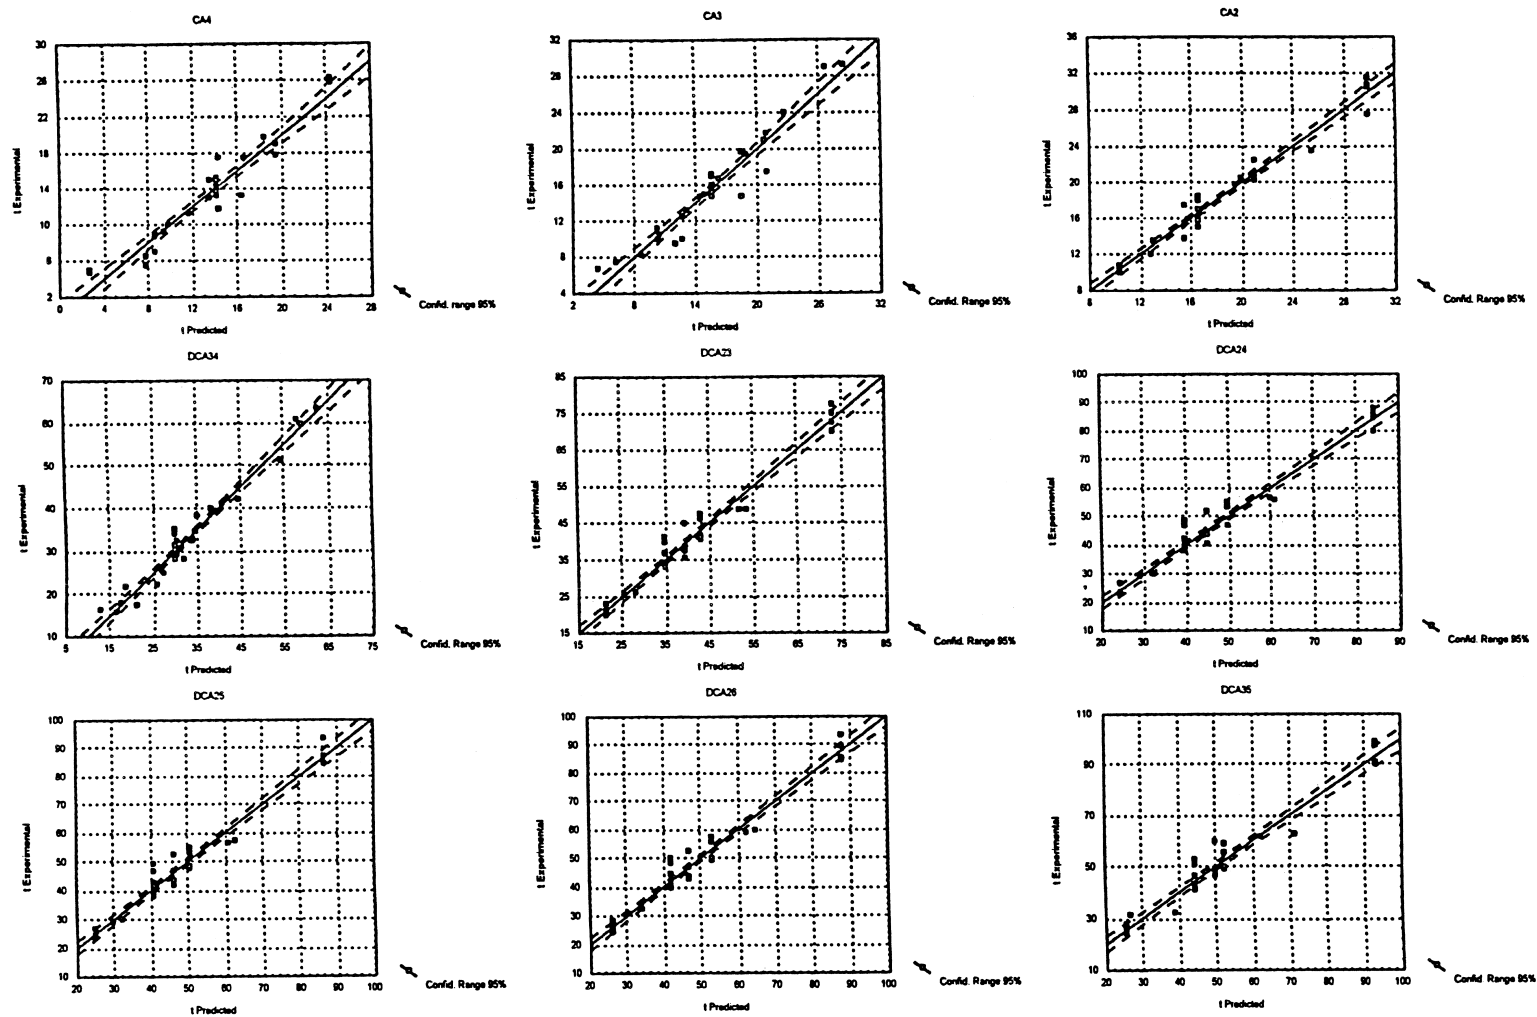 CA4
30
26
22
18
14
10
6
2
t Experimental
0 4 8 12 16 20 24 28
t Predicted
Confid. range 95%
CA3
32
28
24
20
16
12
8
4
t Experimental
2 8 14 20 26 32
t Predicted
Confid. Range 95%
CA2
36
32
28
24
20
16
12
8
t Experimental
8 12 16 20 24 28 32
t Predicted
Confid. Range 95%
DCA34
70
60
50
40
30
20
10
t Experimental
5 15 25 35 45 55 65 75
t Predicted
Confid. Range 95%
DCA23
85
75
65
55
45
35
25
15
t Experimental
15 25 35 45 55 65 75 85
t Predicted
Confid. Range 95%
DCA24
100
90
80
70
60
50
40
30
20
10
t Experimental
20 30 40 50 60 70 80 90
t Predicted
Confid. Range 95%
DCA25
100
90
80
70
60
50
40
30
20
10
t Experimental
20 30 40 50 60 70 80 90 100
t Predicted
Confid. Range 95%
DCA26
100
90
80
70
60
50
40
30
20
10
t Experimental
20 30 40 50 60 70 80 90 100
t Predicted
Confid. Range 95%
DCA35
110
90
70
50
30
10
t Experimental
20 30 40 50 60 70 80 90 100
t Predicted
Confid. Range 95%